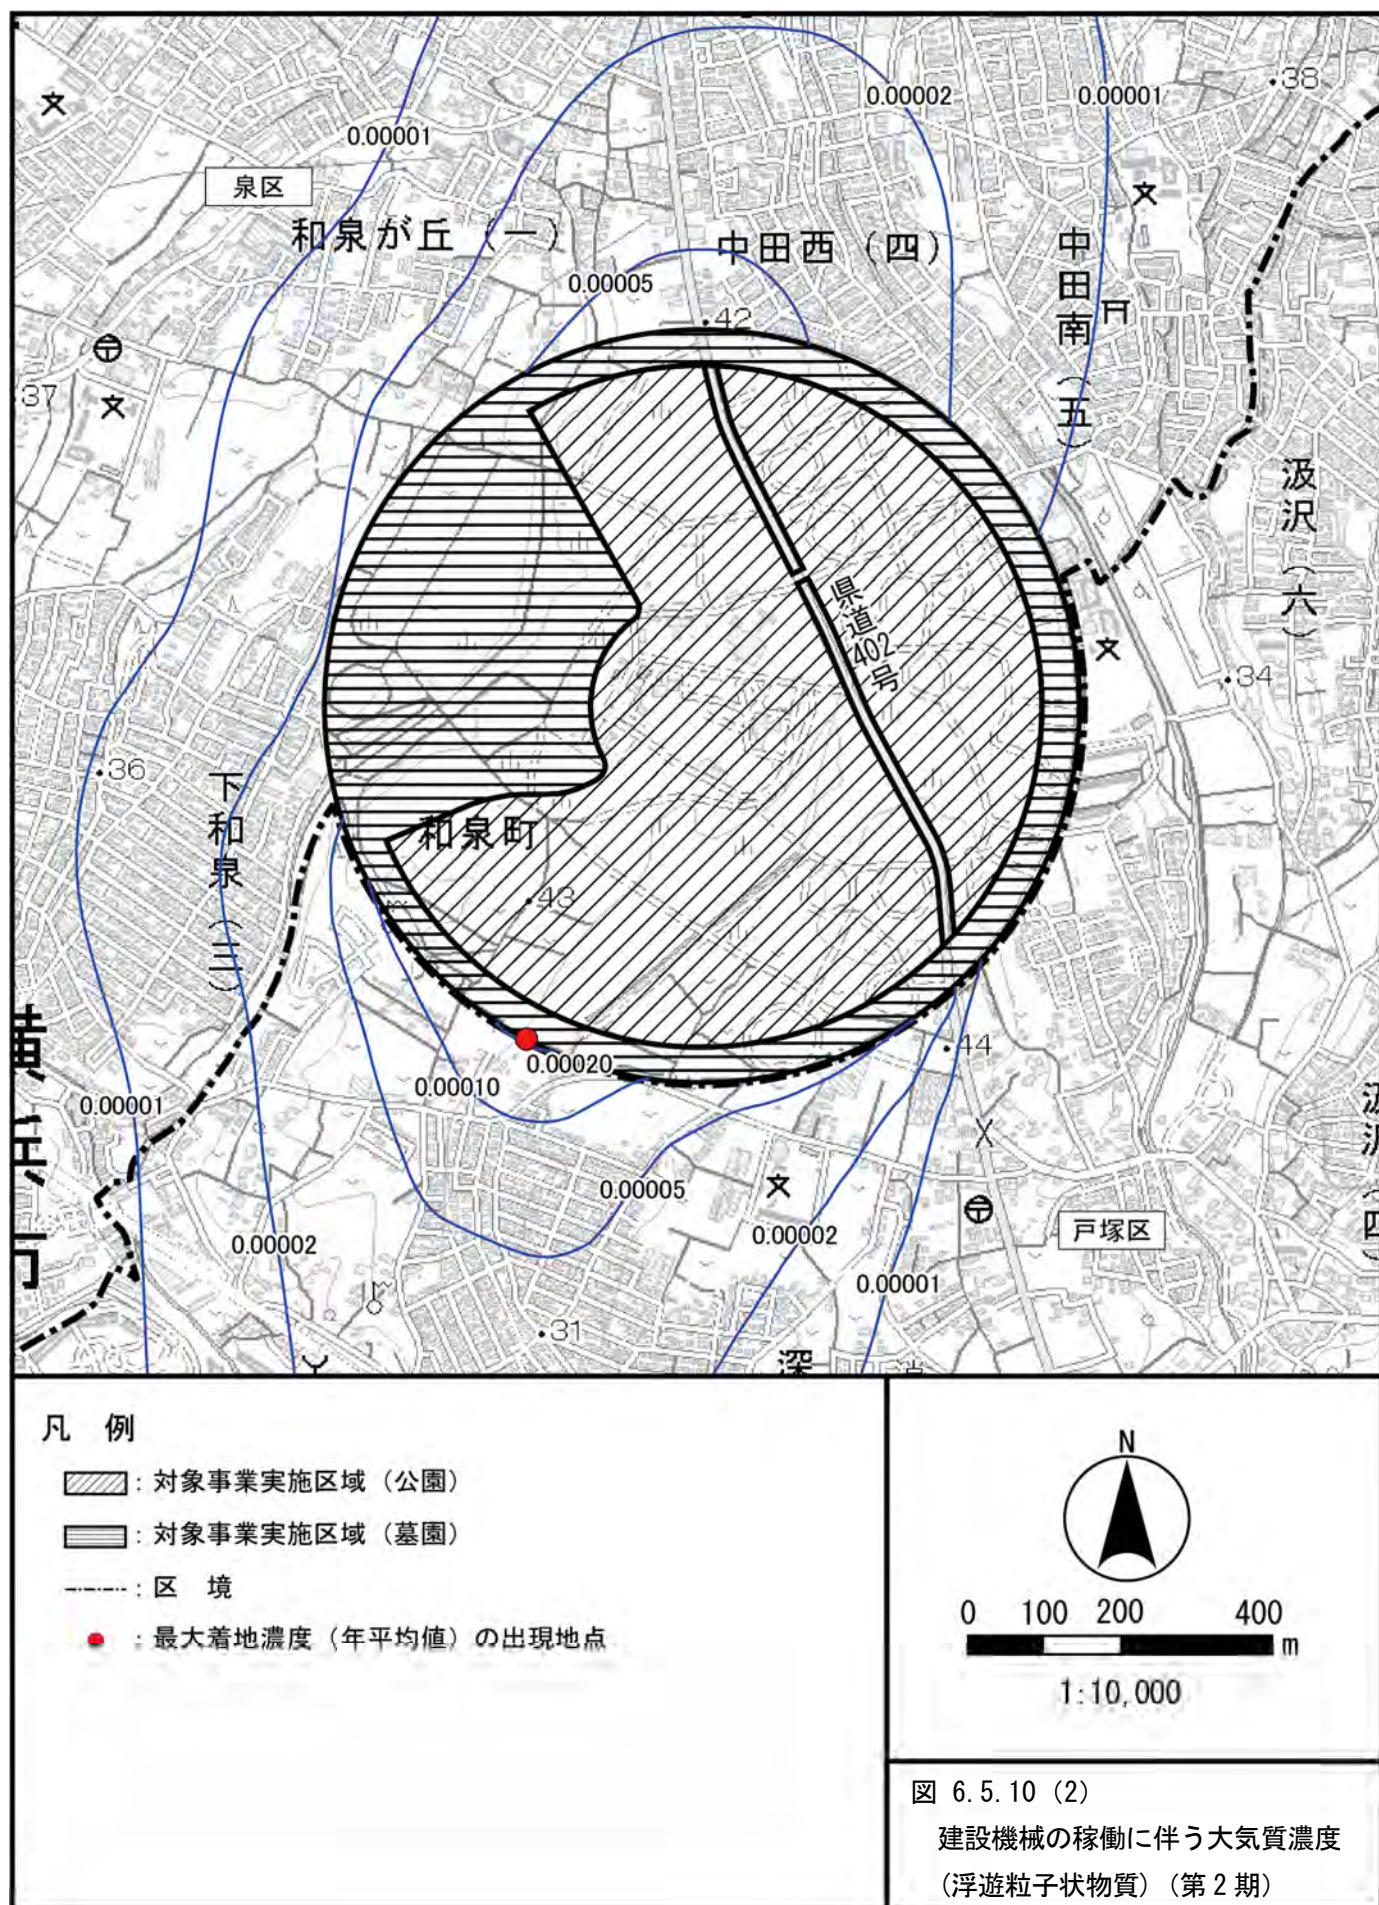 38
0.00002
0.00001
0.00001
泉区
和泉が丘（一）
中田西（四）
中田南（五）
0.00005
42
37
汲沢（六）
県道402号
34
36
下和泉（三）
和泉町
43
44
0.00020
0.00010
0.00001
0.00005
0.00002
0.00002
戸塚区
0.00001
31
深
凡 例
：対象事業実施区域（公園）
：対象事業実施区域（墓園）
：区 境
：最大着地濃度（年平均値）の出現地点
N
0 100 200 400
m
1:10,000
図 6.5.10（2）
建設機械の稼働に伴う大気質濃度
（浮遊粒子状物質）（第２期）